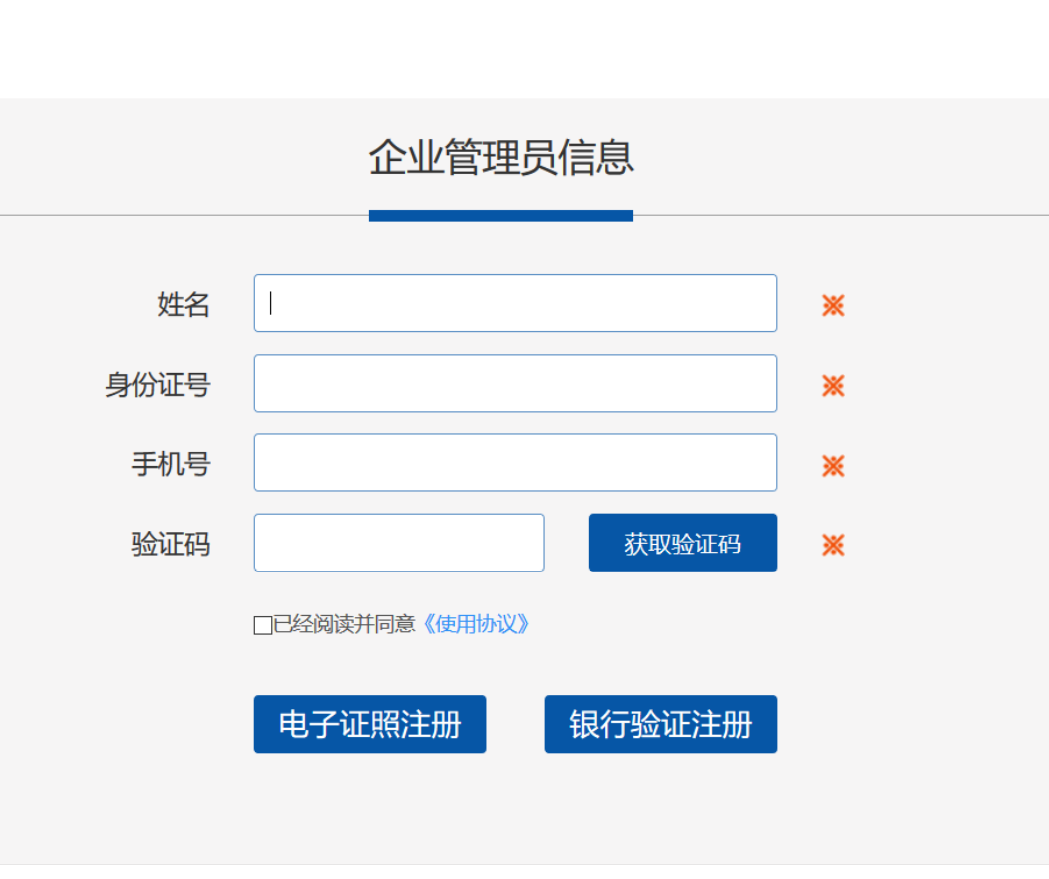 企业管理员信息
姓名 ※
身份证号 ※
手机号 ※
验证码 获取验证码 ※
已经阅读并同意《使用协议》
电子证照注册 银行验证注册